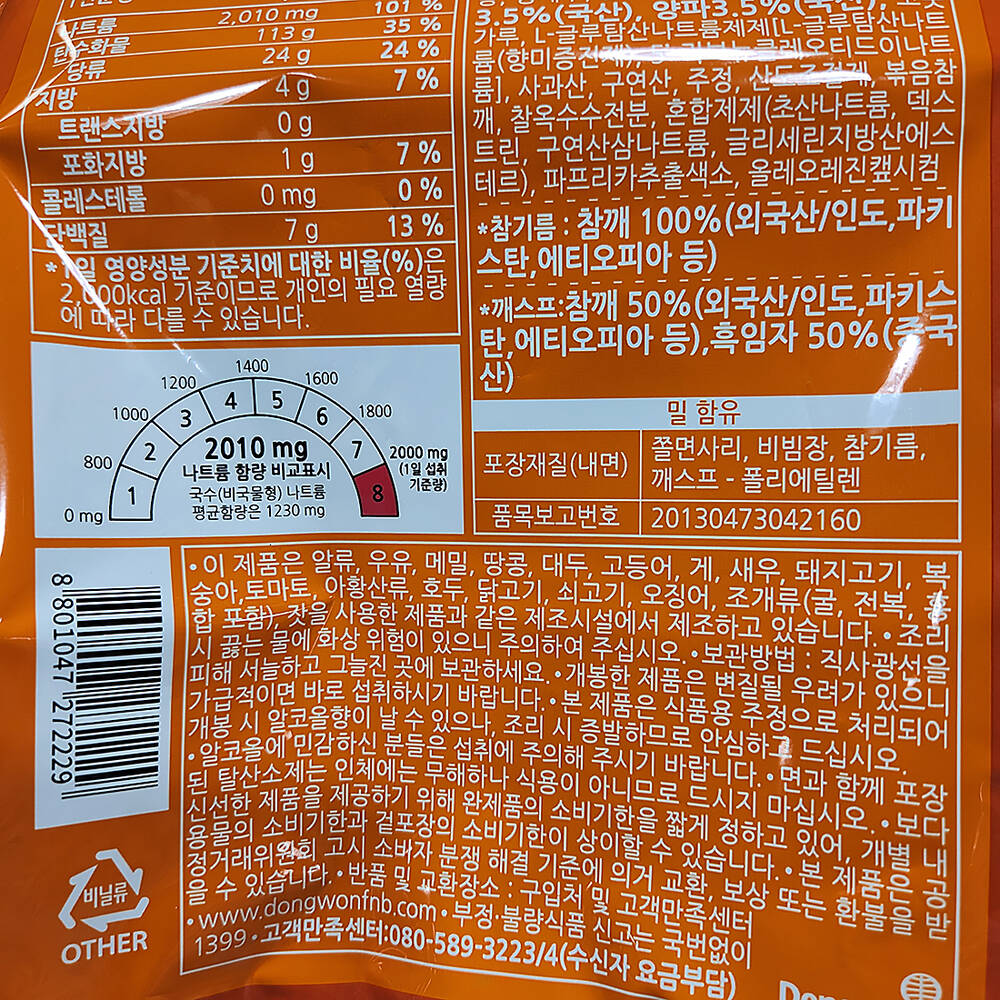 나트륨 2,010 mg 101 %
탄수화물 113 g 35 %
당류 24 g 24 %
지방 4 g 7 %
트랜스지방 0 g
포화지방 1 g 7 %
콜레스테롤 0 mg 0 %
단백질 7 g 13 %
*1일 영양성분 기준치에 대한 비율(%)은
2,000kcal 기준이므로 개인의 필요 열량
에 따라 다를 수 있습니다.
3.5%(국산), 양파3.5%(국산),
가루, L-글루탐산나트륨제제[L-글루탐산나트
륨(향미증진제),
륨], 사과산, 구연산, 주정, 산도조절제, 볶음참
깨, 찰옥수수전분, 혼합제제(초산나트륨, 덱스
트린, 구연산삼나트륨, 글리세린지방산에스
테르), 파프리카추출색소, 올레오레진캪시컴
*참기름 : 참깨 100%(외국산/인도,파키
스탄,에티오피아 등)
*깨스프:참깨 50%(외국산/인도,파키스
탄,에티오피아 등),흑임자 50%(중국
산)
밀 함유
포장재질(내면) 쫄면사리, 비빔장, 참기름,
깨스프 - 폴리에틸렌
품목보고번호 20130473042160
0 mg 800 1000 1200 1400 1600 1800 2000 mg
(1일 섭취
기준량)
1 2 3 4 5 6 7 8
2010 mg
나트륨 함량 비교표시
국수(비국물형) 나트륨
평균함량은 1230 mg
8 801047 272229
• 이 제품은 알류, 우유, 메밀, 땅콩, 대두, 고등어, 게, 새우, 돼지고기, 복
숭아, 토마토, 아황산류, 호두, 닭고기, 쇠고기, 오징어, 조개류(굴, 전복, 홍
합 포함), 잣을 사용한 제품과 같은 제조시설에서 제조하고 있습니다. • 조리
시 끓는 물에 화상 위험이 있으니 주의하여 주십시오. • 보관방법 : 직사광선을
피해 서늘하고 그늘진 곳에 보관하세요. • 개봉한 제품은 변질될 우려가 있으니
가급적이면 바로 섭취하시기 바랍니다. • 본 제품은 식품용 주정으로 처리되어
개봉 시 알코올향이 날 수 있으나, 조리 시 증발하므로 안심하고 드십시오.
• 알코올에 민감하신 분들은 섭취에 주의해 주시기 바랍니다. • 면과 함께 포장
된 탈산소제는 인체에는 무해하나 식용이 아니므로 드시지 마십시오. • 보다
신선한 제품을 제공하기 위해 완제품의 소비기한을 짧게 정하고 있어, 개별 내
용물의 소비기한과 겉포장의 소비기한이 상이할 수 있습니다. • 본 제품은 공
정거래위원회 고시 소비자 분쟁 해결 기준에 의거 교환, 보상 또는 환불을 받
을 수 있습니다. • 반품 및 교환장소 : 구입처 및 고객만족센터
• www.dongwonfnb.com • 부정·불량식품 신고는 국번없이
1399 • 고객만족센터:080-589-3223/4(수신자 요금부담)
비닐류
OTHER